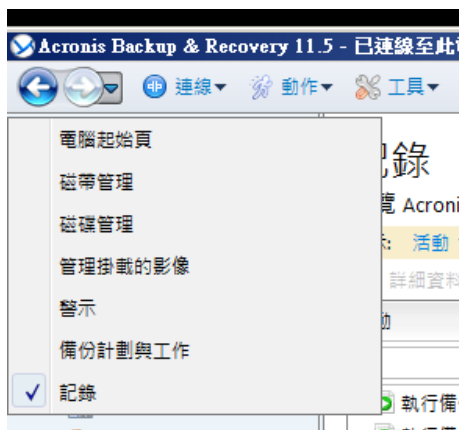 Acronis Backup & Recovery 11.5 - 已連線至此
連線 動作 工具
電腦起始頁
磁帶管理
磁碟管理
管理掛載的影像
警示
備份計劃與工作
記錄
錄
覽 Acroni
活動
詳細資料
動
執行備